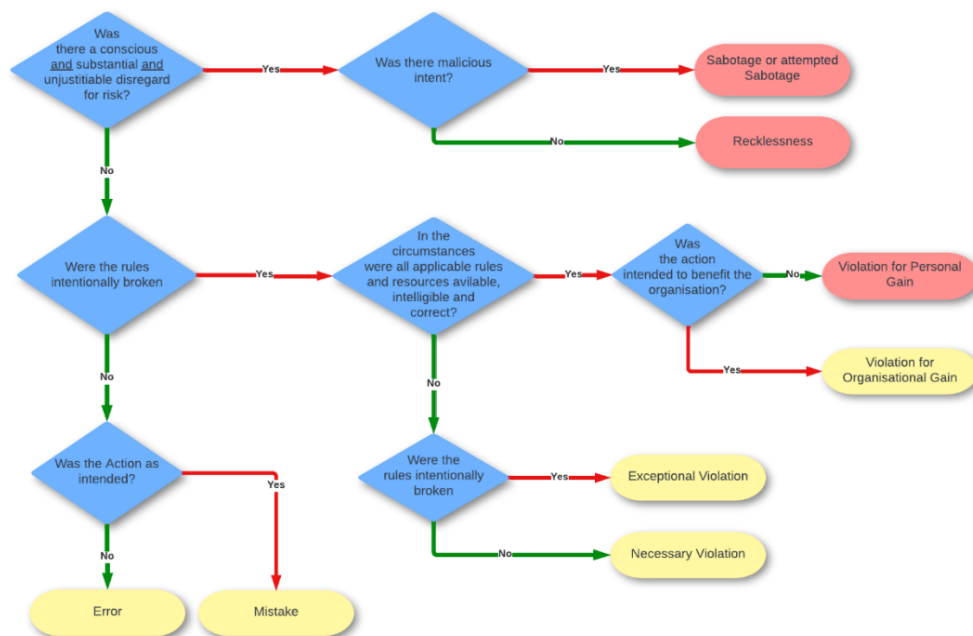 Was
there a conscious
and substantial and
unjustitiable disregard
for risk?
Yes
Was there malicious
intent?
Yes
Sabotage or attempted
Sabotage
No
Recklessness
No
Were the rules
intentionally broken
Yes
In the
circumstances
were all applicable rules
and resources avilable,
intelligible and
correct?
Yes
Was
the action
intended to benefit the
organisation?
No
Violation for Personal
Gain
Yes
Violation for
Organisational Gain
No
No
Was the Action as
intended?
Yes
Were the
rules intentionally
broken
Yes
Exceptional Violation
No
Necessary Violation
No
Error
Mistake